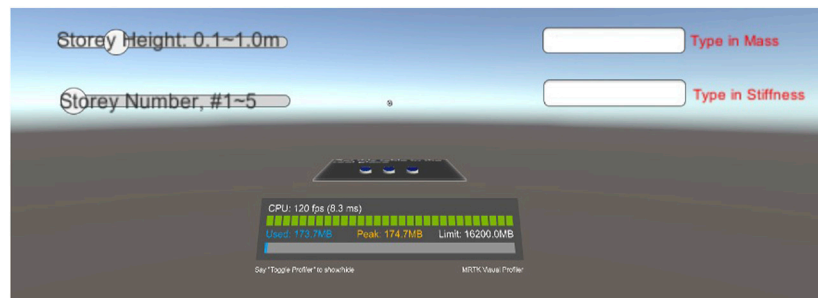 Storey Height: 0.1~1.0m
Type in Mass
Storey Number, #1~5
Type in Stiffness
CPU: 120 fps (8.3 ms)
Used: 173.7MB Peak: 174.7MB Limit: 16200.0MB
Say "Toggle Profiler" to show/hide MRTK Visual Profiler